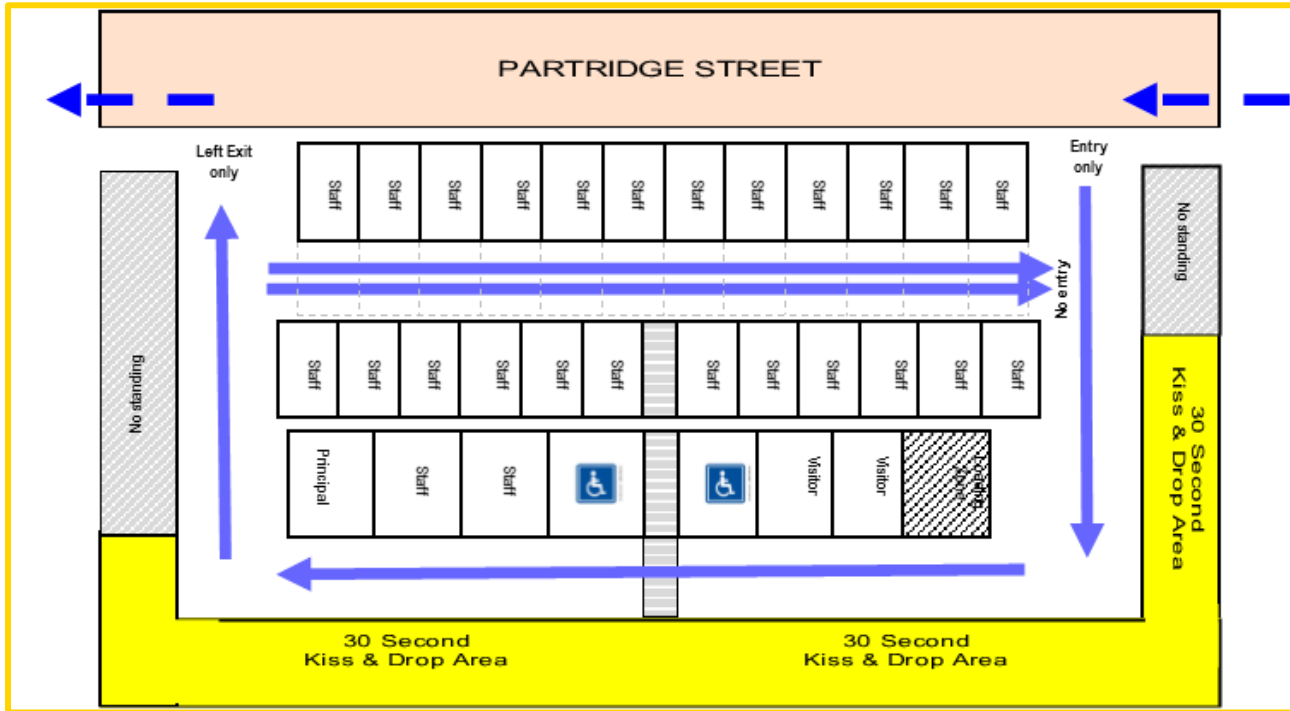 PARTRIDGE STREET
Left Exit
only
Entry
only
Staff
Staff
Staff
Staff
Staff
Staff
Staff
Staff
Staff
Staff
Staff
Staff
No standing
No entry
No standing
Staff
Staff
Staff
Staff
Staff
Staff
Staff
Staff
Staff
Staff
Staff
Staff
30 Second
Kiss & Drop Area
Principal
Staff
Staff
Visitor
Visitor
Loading
Zone
30 Second
Kiss & Drop Area
30 Second
Kiss & Drop Area